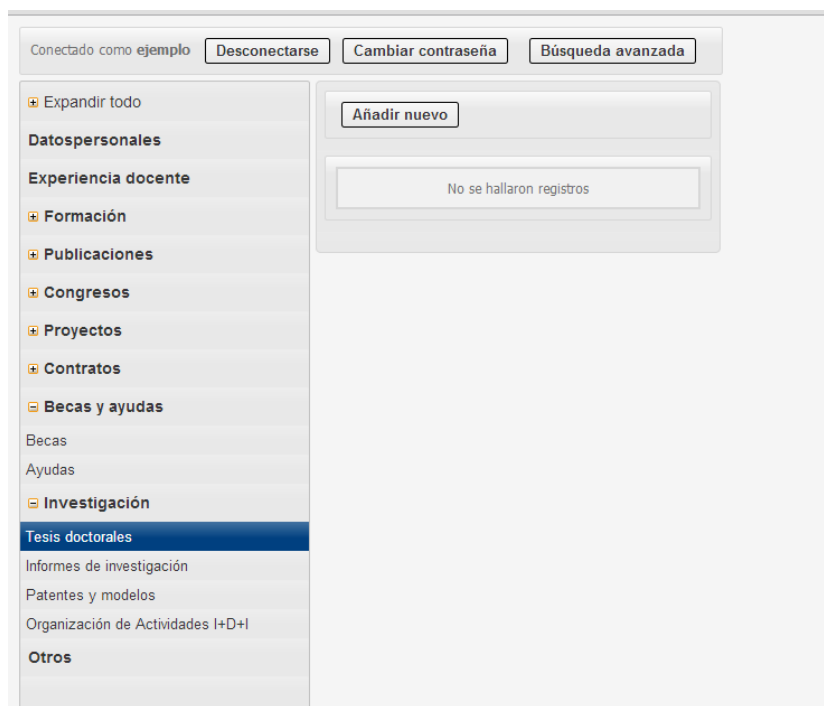 Conectado como ejemplo Desconectarse Cambiar contraseña Búsqueda avanzada
Expandir todo
Datospersonales
Experiencia docente
Formación
Publicaciones
Congresos
Proyectos
Contratos
Becas y ayudas
Becas
Ayudas
Investigación
Tesis doctorales
Informes de investigación
Patentes y modelos
Organización de Actividades I+D+I
Otros
Añadir nuevo
No se hallaron registros